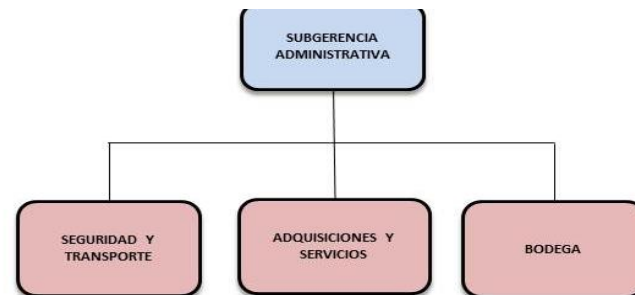 SUBGERENCIA
ADMINISTRATIVA
SEGURIDAD Y
TRANSPORTE
ADQUISICIONES Y
SERVICIOS
BODEGA